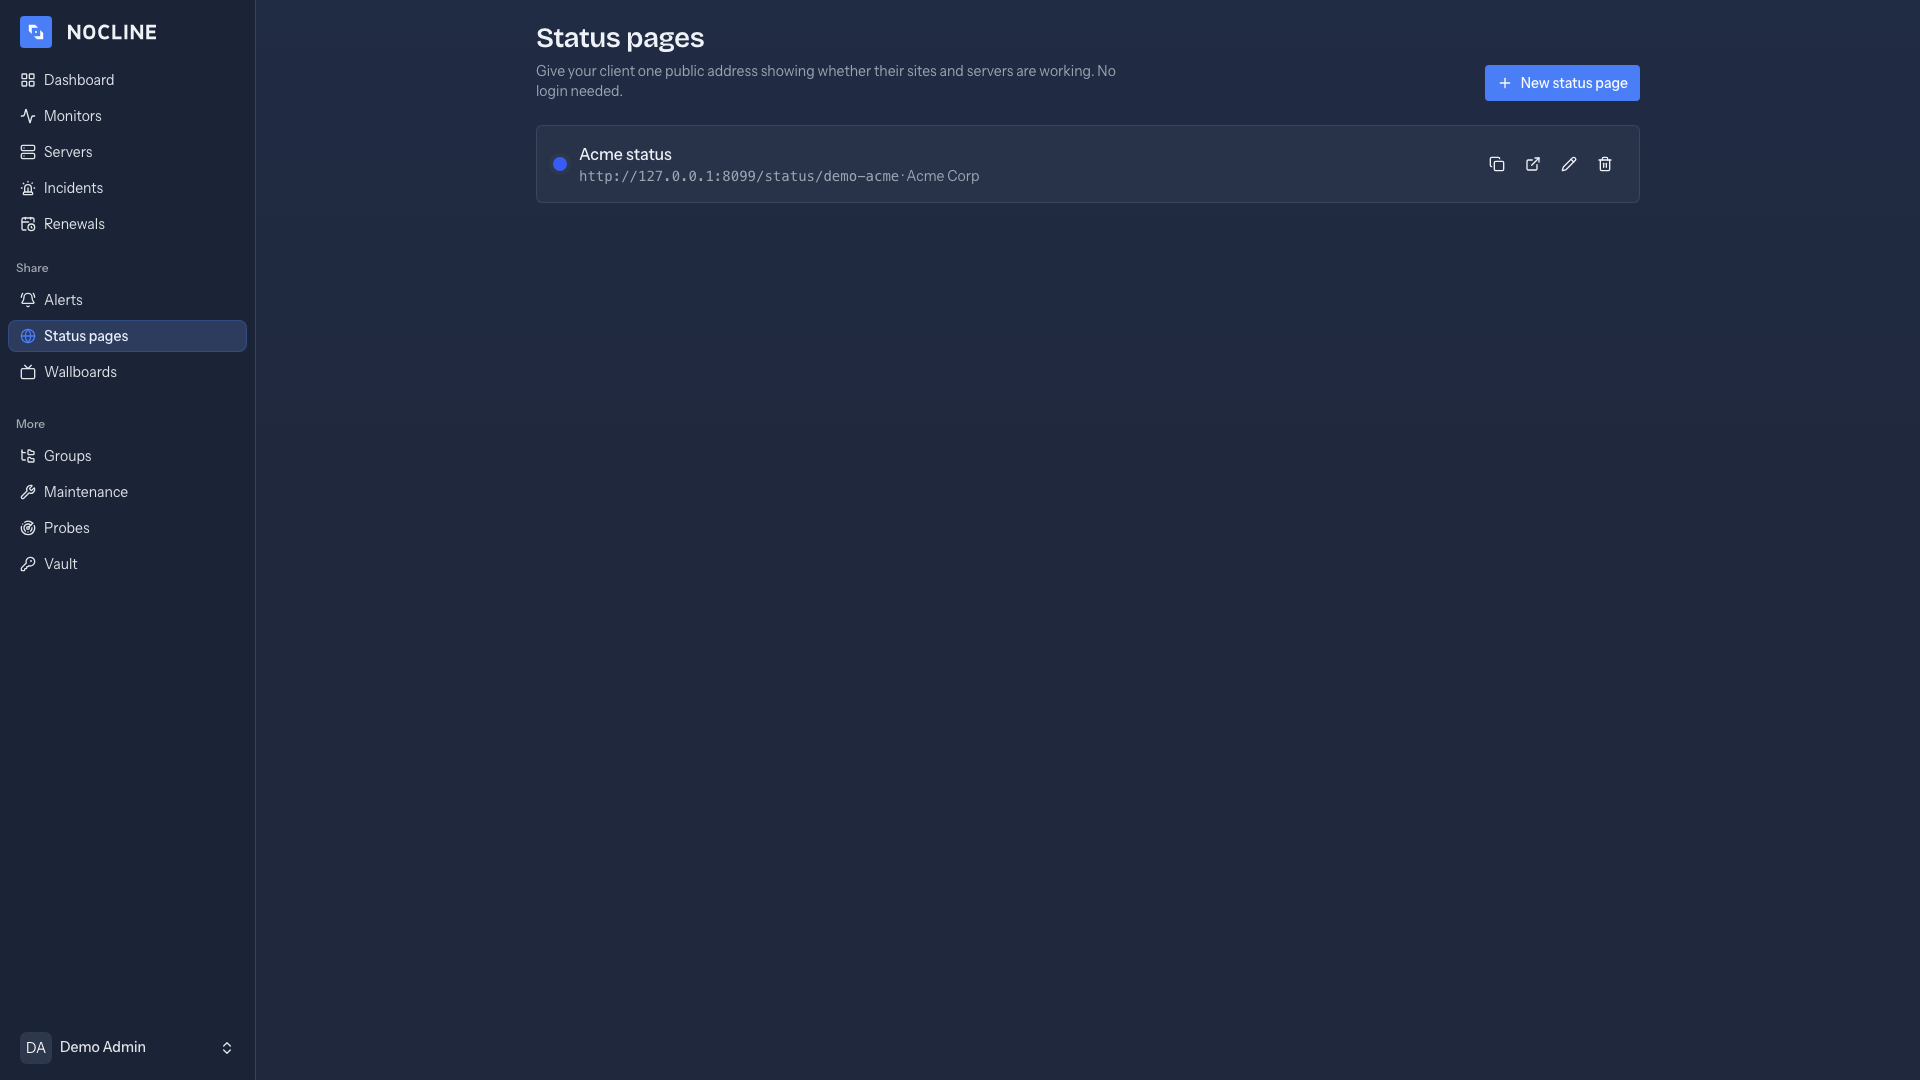 NOCLINE
Dashboard
Monitors
Servers
Incidents
Renewals
Share
Alerts
Status pages
Wallboards
More
Groups
Maintenance
Probes
Vault
DA Demo Admin
Status pages
Give your client one public address showing whether their sites and servers are working. No
login needed.
New status page
Acme status
http://127.0.0.1:8099/status/demo-acme · Acme Corp